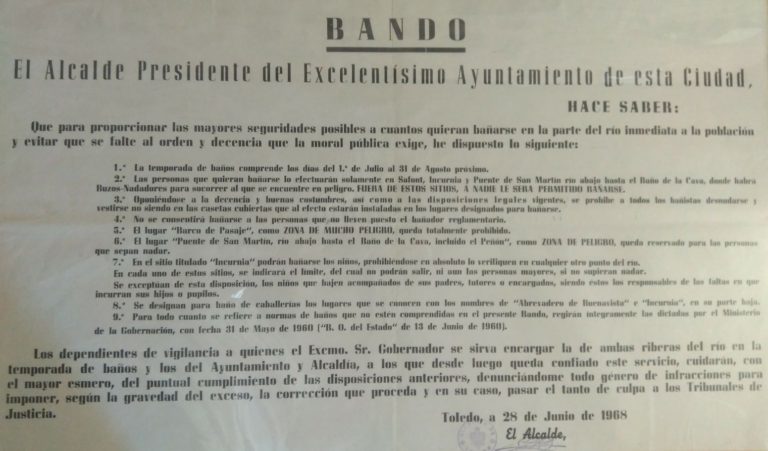 BANDO
El Alcalde Presidente del Excelentísimo Ayuntamiento de esta Ciudad,
HACE SABER:
Que para proporcionar las mayores seguridades posibles a cuantos quieran bañarse en la parte del río inmediata a la población
y evitar que se falte al orden y decencia que la moral pública exige, he dispuesto lo siguiente:
1.ª La temporada de baños comprende los días del 1.º de Julio al 31 de Agosto próximo.
2.ª Las personas que quieran bañarse lo efectuarán solamente en Safont, Incurnia y Puente de San Martín río abajo hasta el Baño de la Cava, donde habrá
Buzos-Nadadores para socorrer al que se encuentre en peligro. FUERA DE ESTOS SITIOS, A NADIE LE SERA PERMITIDO BAÑARSE.
3.ª Oponiéndose a la decencia y buenas costumbres, así como a las disposiciones legales vigentes, se prohibe a todos los bañistas desnudarse y
vestirse no siendo en las casetas cubiertas que al efecto estarán instaladas en los lugares designados para bañarse.
4.ª No se consentirá bañarse a las personas que no lleven puesto el bañador reglamentario.
5.ª El lugar "Barco de Pasaje", como ZONA DE MUCHO PELIGRO, queda totalmente prohibido.
6.ª El lugar "Puente de San Martín, río abajo hasta el Baño de la Cava, incluído el Peñón", como ZONA DE PELIGRO, queda reservado para las personas
que sepan nadar.
7.ª En el sitio titulado "Incurnia" podrán bañarse los niños, prohibiéndose en absoluto lo verifiquen en cualquier otro punto del río.
En cada uno de estos sitios, se indicará el límite, del cual no podrán salir, ni aun las personas mayores, si no supieran nadar.
Se exceptúan de esta disposición, los niños que bajen acompañados de sus padres, tutores o encargados, siendo estos los responsables de las faltas en que
incurran sus hijos o pupilos.
8.ª Se designan para baño de caballerías los lugares que se conocen con los nombres de "Abrevadero de Buenavista" e "Incurnia", en su parte baja.
9.ª Para todo cuanto se refiere a normas de baños que no esten comprendidas en el presente Bando, regirán íntegramente las dictadas por el Ministerio
de la Gobernación, con fecha 31 de Mayo de 1960 ("B. O. del Estado" de 13 de Junio de 1960).
Los dependientes de vigilancia a quienes el Excmo. Sr. Gobernador se sirva encargar la de ambas riberas del río en la
temporada de baños y los del Ayuntamiento y Alcaldía, a los que desde luego queda confiado este servicio, cuidarán, con
el mayor esmero, del puntual cumplimiento de las disposiciones anteriores, denunciándome todo género de infracciones para
imponer, según la gravedad del exceso, la corrección que proceda y en su caso, pasar el tanto de culpa a los Tribunales de
Justicia.
Toledo, a 28 de Junio de 1968
El Alcalde,